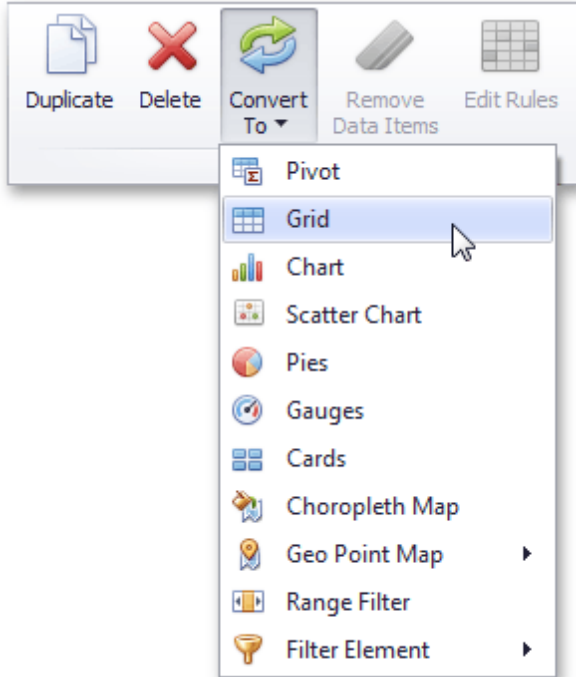 Duplicate Delete Convert Remove Edit Rules
To Data Items
Pivot
Grid
Chart
Scatter Chart
Pies
Gauges
Cards
Choropleth Map
Geo Point Map
Range Filter
Filter Element